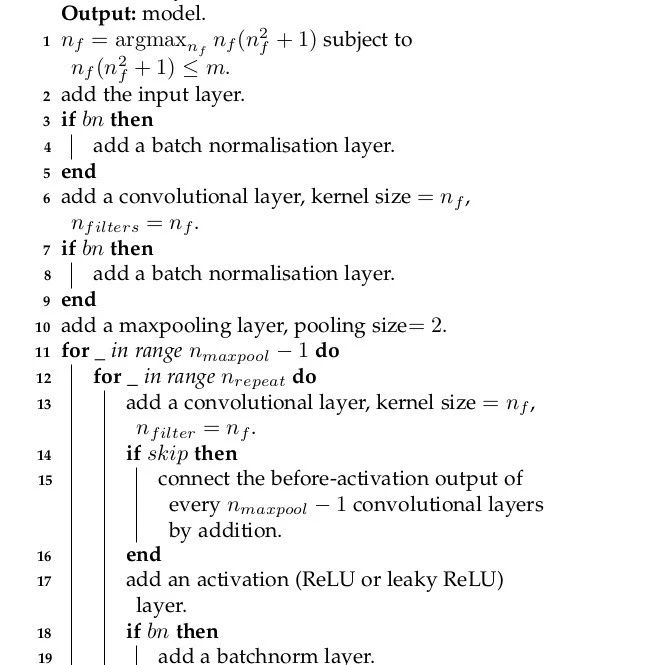 Output: model.
1 n_f = argmax_{n_f} n_f(n_f^2 + 1) subject to
n_f(n_f^2 + 1) ≤ m.
2 add the input layer.
3 if bn then
4 add a batch normalisation layer.
5 end
6 add a convolutional layer, kernel size = n_f,
n_{filters} = n_f.
7 if bn then
8 add a batch normalisation layer.
9 end
10 add a maxpooling layer, pooling size= 2.
11 for _ in range n_{maxpool} − 1 do
12 for _ in range n_{repeat} do
13 add a convolutional layer, kernel size = n_f,
n_{filter} = n_f.
14 if skip then
15 connect the before-activation output of
every n_{maxpool} − 1 convolutional layers
by addition.
16 end
17 add an activation (ReLU or leaky ReLU)
layer.
18 if bn then
19 add a batchnorm layer.